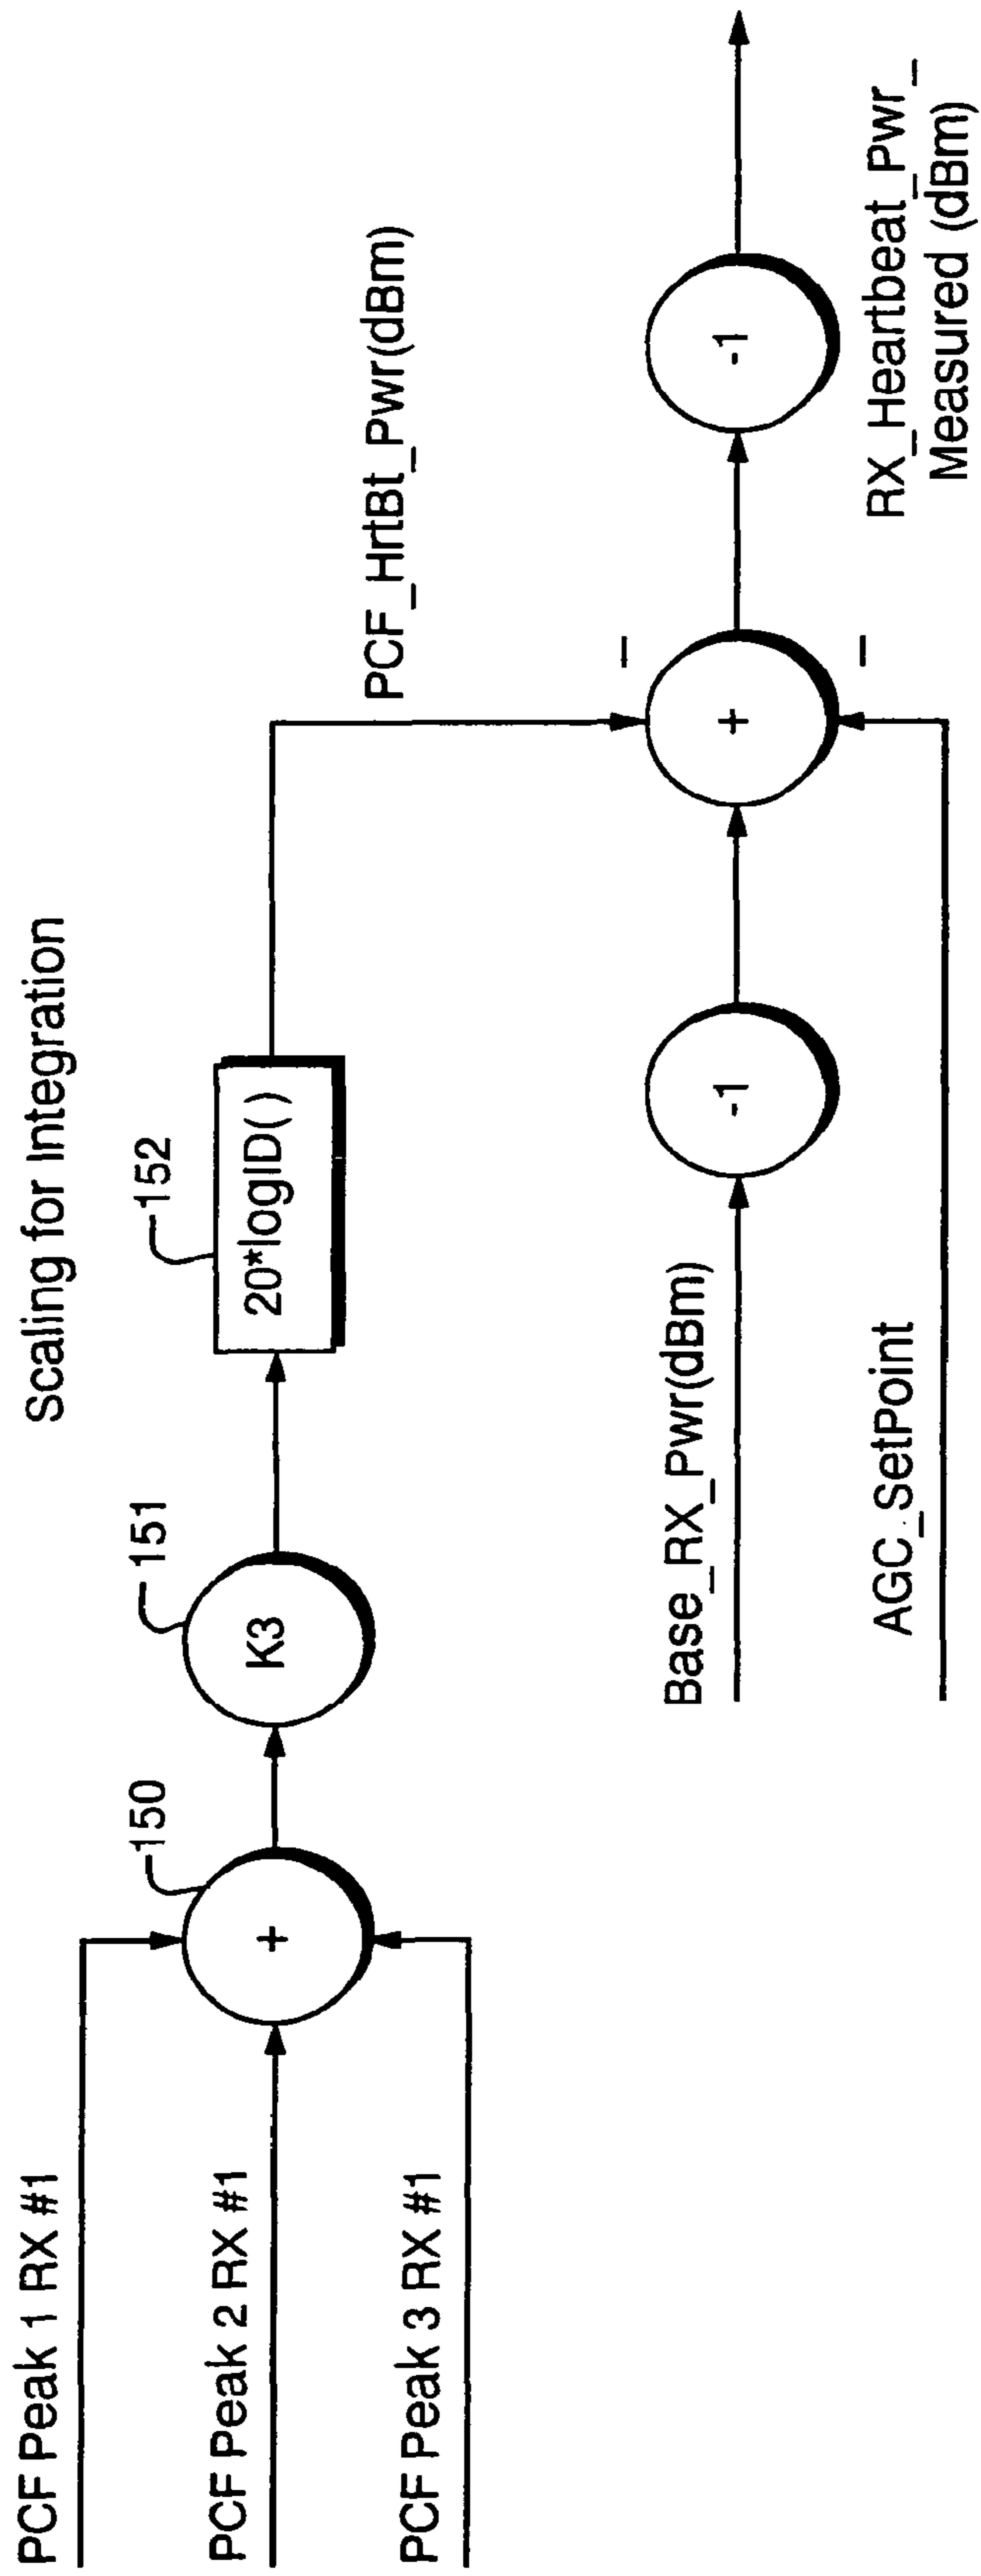 Scaling for Integration
PCF Peak 1 RX #1
PCF Peak 2 RX #1
PCF Peak 3 RX #1
+
150
K3
151
20*logID( )
152
PCF_HrtBt_Pwr(dBm)
Base_RX_Pwr(dBm)
-1
+
–
–
-1
AGC_SetPoint
RX_Heartbeat_Pwr_
Measured (dBm)